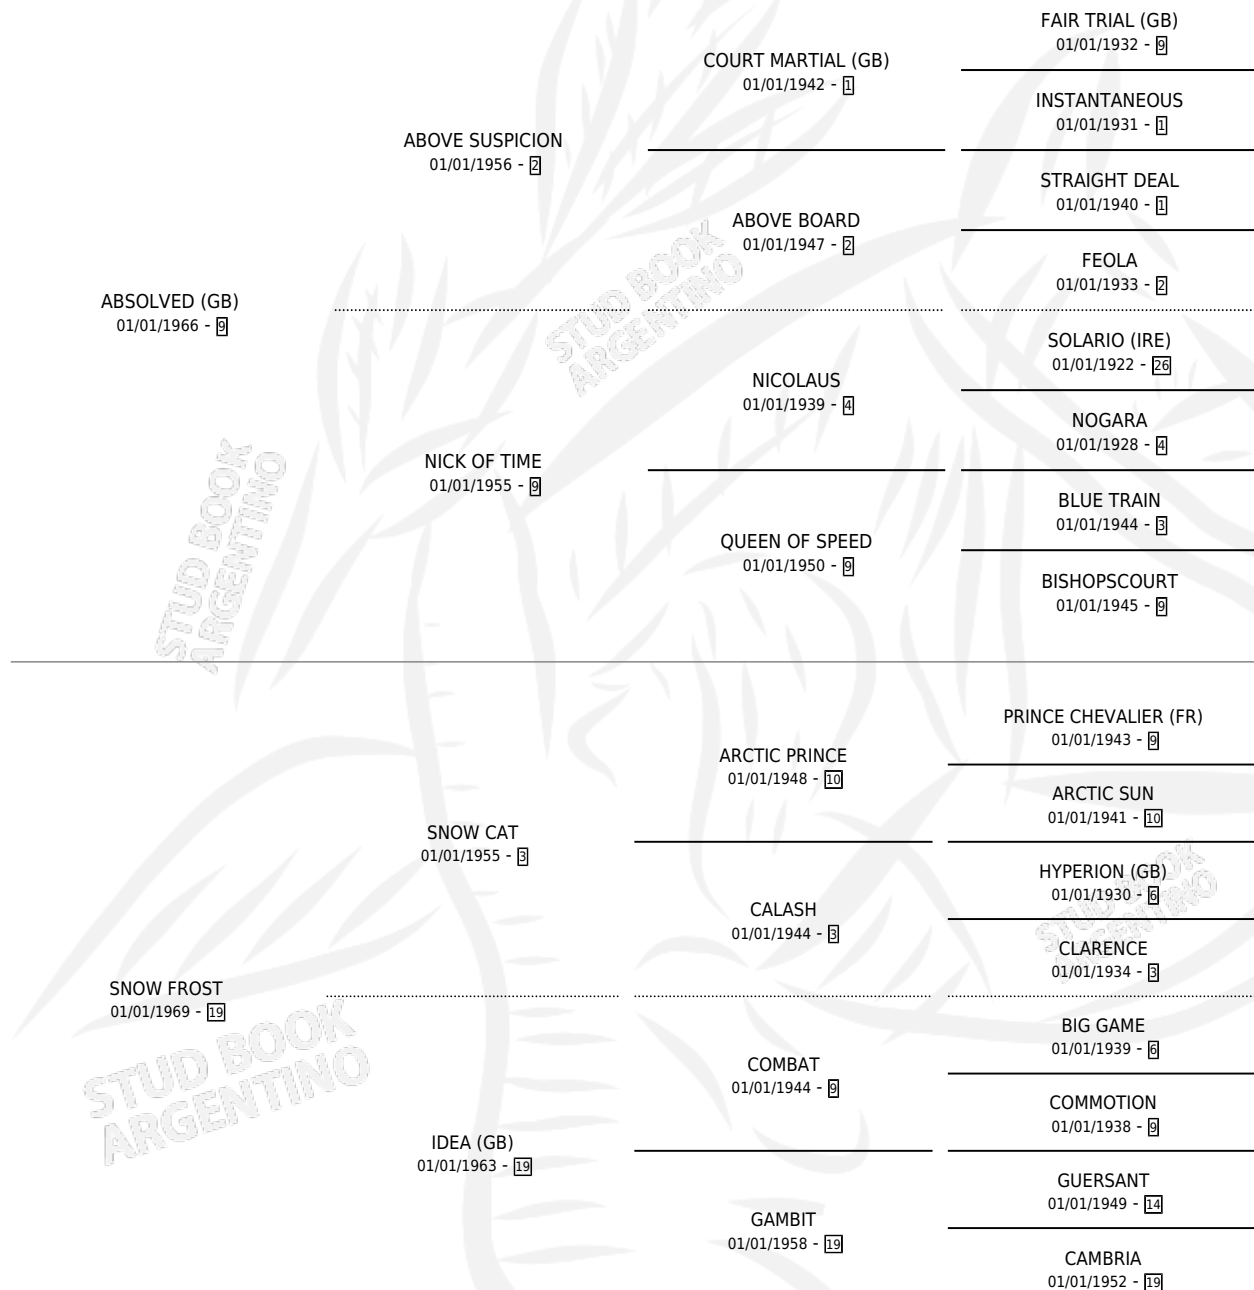 FAIR TRIAL (GB)
01/01/1932 - 9
COURT MARTIAL (GB)
01/01/1942 - 1
INSTANTANEOUS
01/01/1931 - 1
ABOVE SUSPICION
01/01/1956 - 2
STRAIGHT DEAL
01/01/1940 - 1
ABOVE BOARD
01/01/1947 - 2
FEOLA
01/01/1933 - 2
ABSOLVED (GB)
01/01/1966 - 9
SOLARIO (IRE)
01/01/1922 - 26
NICOLAUS
01/01/1939 - 4
NOGARA
01/01/1928 - 4
NICK OF TIME
01/01/1955 - 9
BLUE TRAIN
01/01/1944 - 3
QUEEN OF SPEED
01/01/1950 - 9
BISHOPSCOURT
01/01/1945 - 9
PRINCE CHEVALIER (FR)
01/01/1943 - 9
ARCTIC PRINCE
01/01/1948 - 10
ARCTIC SUN
01/01/1941 - 10
SNOW CAT
01/01/1955 - 3
HYPERION (GB)
01/01/1930 - 6
CALASH
01/01/1944 - 3
CLARENCE
01/01/1934 - 3
SNOW FROST
01/01/1969 - 19
BIG GAME
01/01/1939 - 6
COMBAT
01/01/1944 - 9
COMMOTION
01/01/1938 - 9
IDEA (GB)
01/01/1963 - 19
GUERSANT
01/01/1949 - 14
GAMBIT
01/01/1958 - 19
CAMBRIA
01/01/1952 - 19
STUD BOOK
ARGENTINO
STUD BOOK
ARGENTINO
STUD BOOK
ARGENTINO
STUD BOOK
ARGENTINO